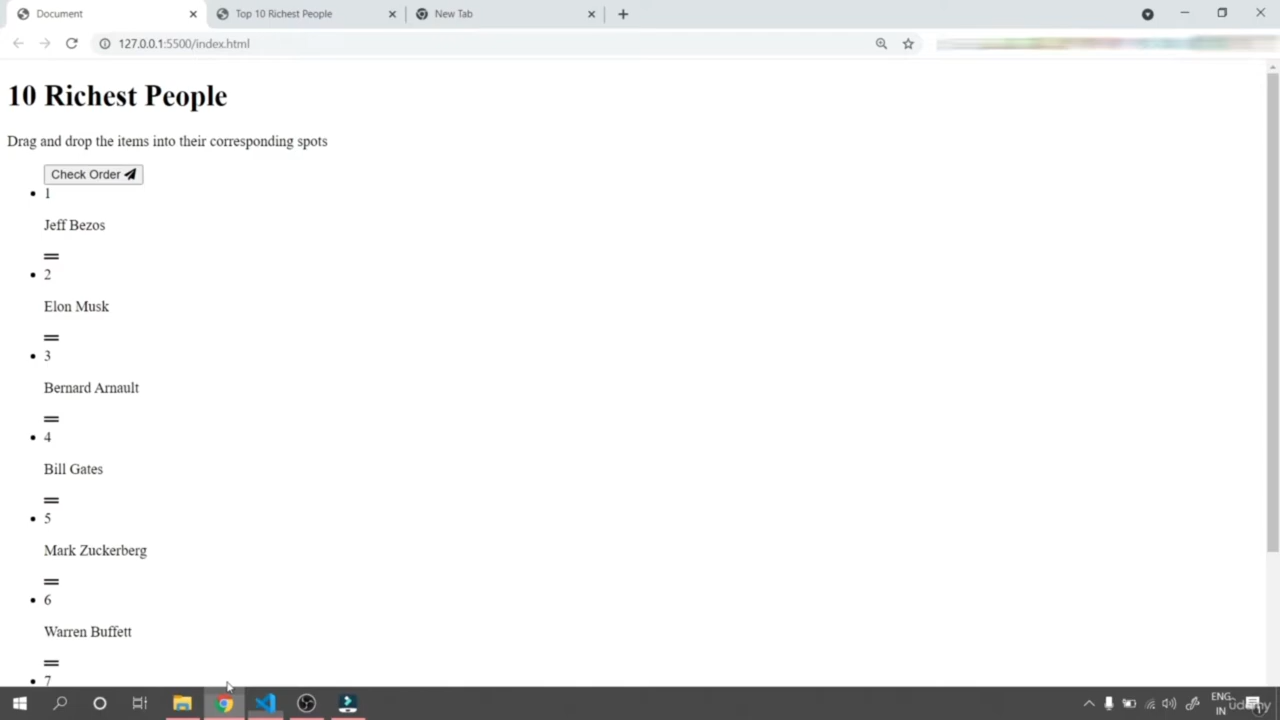 Document
Top 10 Richest People
New Tab
127.0.0.1:5500/index.html
10 Richest People
Drag and drop the items into their corresponding spots
Check Order
1
Jeff Bezos
2
Elon Musk
3
Bernard Arnault
4
Bill Gates
5
Mark Zuckerberg
6
Warren Buffett
7
ENG
IN
udemy